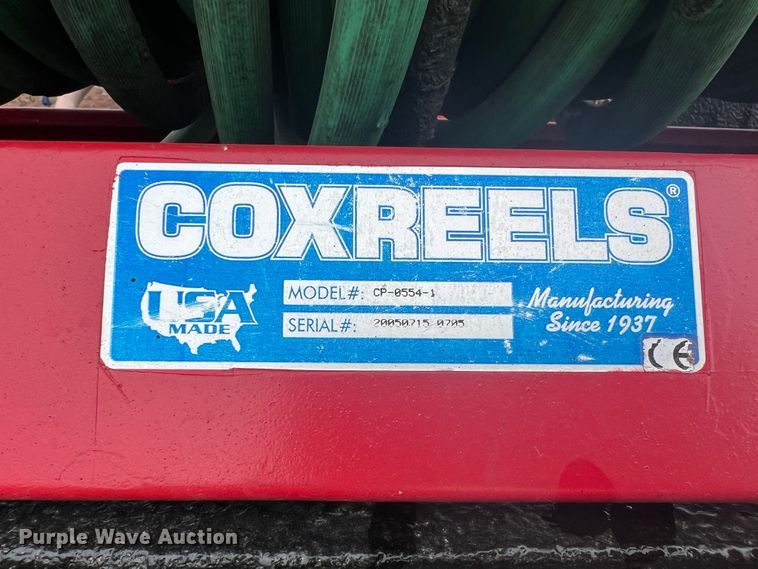 COXREELS®
MODEL#: CP-0554-1
SERIAL#: 20050715 0705
USA
MADE
Manufacturing
Since 1937
CE
Purple Wave Auction